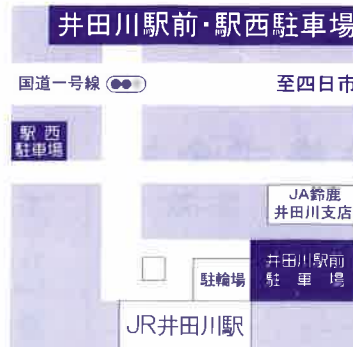 井田川駅前・駅西駐車場
国道一号線
至四日市
駅西
駐車場
JA鈴鹿
井田川支店
井田川駅前
駐車場
駐輪場
JR井田川駅